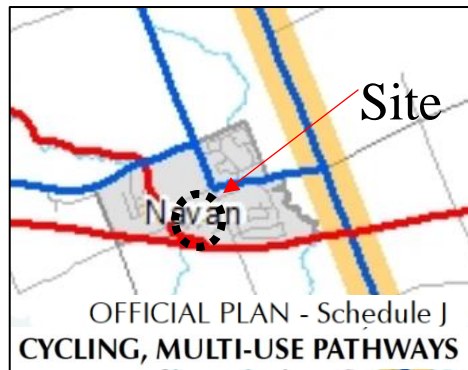 Site
Navan
OFFICIAL PLAN - Schedule J
CYCLING, MULTI-USE PATHWAYS